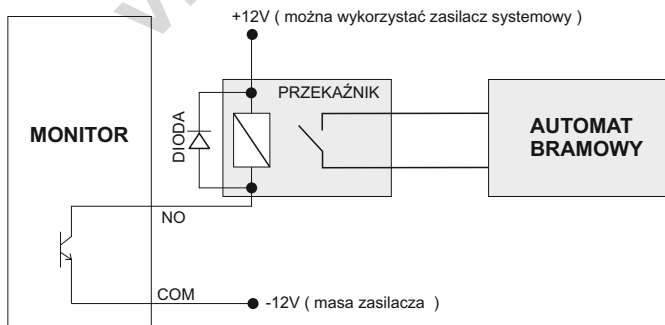 +12V ( można wykorzystać zasilacz systemowy )
PRZEKAŹNIK
MONITOR
DIODA
AUTOMAT
BRAMOWY
NO
COM
-12V ( masa zasilacza )